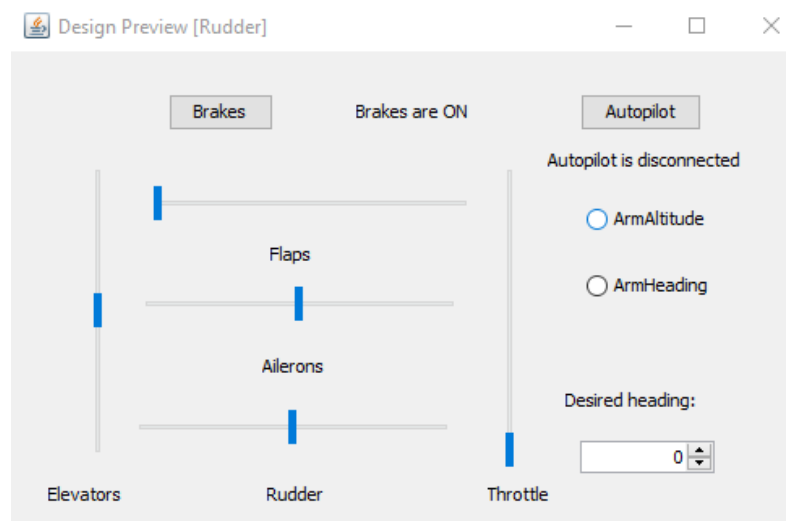 Design Preview [Rudder]
Brakes
Brakes are ON
Autopilot
Autopilot is disconnected
ArmAltitude
Flaps
ArmHeading
Ailerons
Desired heading:
0
Elevators
Rudder
Throttle